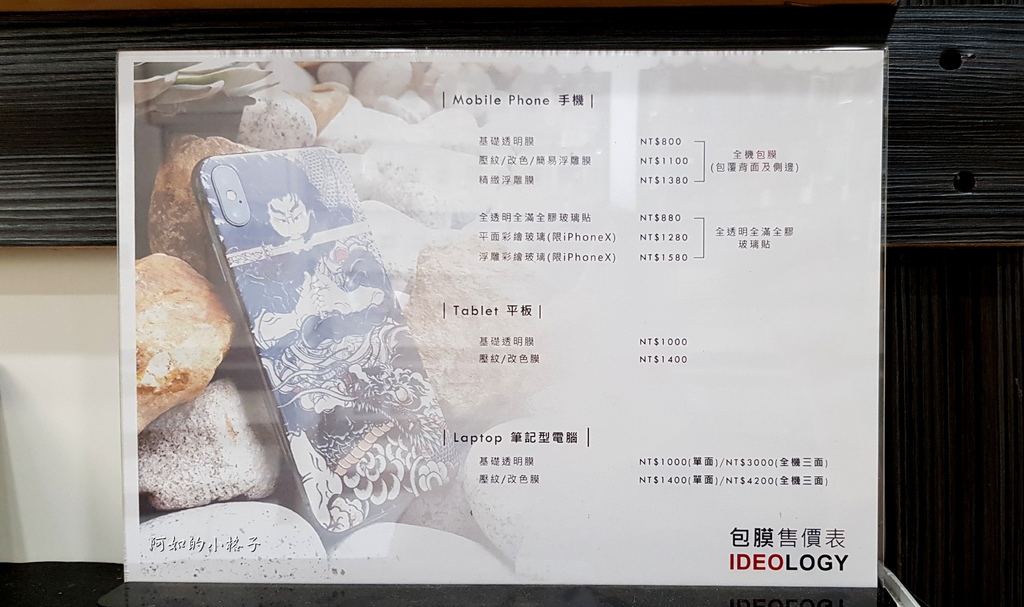 | Mobile Phone 手機 |
基礎透明膜 NT$800
壓紋/改色/簡易浮雕膜 NT$1100
精緻浮雕膜 NT$1380
全機包膜
(包覆背面及側邊)
全透明全滿全膠玻璃貼 NT$880
平面彩繪玻璃(限iPhoneX) NT$1280
浮雕彩繪玻璃(限iPhoneX) NT$1580
全透明全滿全膠
玻璃貼
| Tablet 平板 |
基礎透明膜 NT$1000
壓紋/改色膜 NT$1400
| Laptop 筆記型電腦 |
基礎透明膜 NT$1000(單面)/NT$3000(全機三面)
壓紋/改色膜 NT$1400(單面)/NT$4200(全機三面)
阿如的小格子
包膜售價表
IDEOLOGY